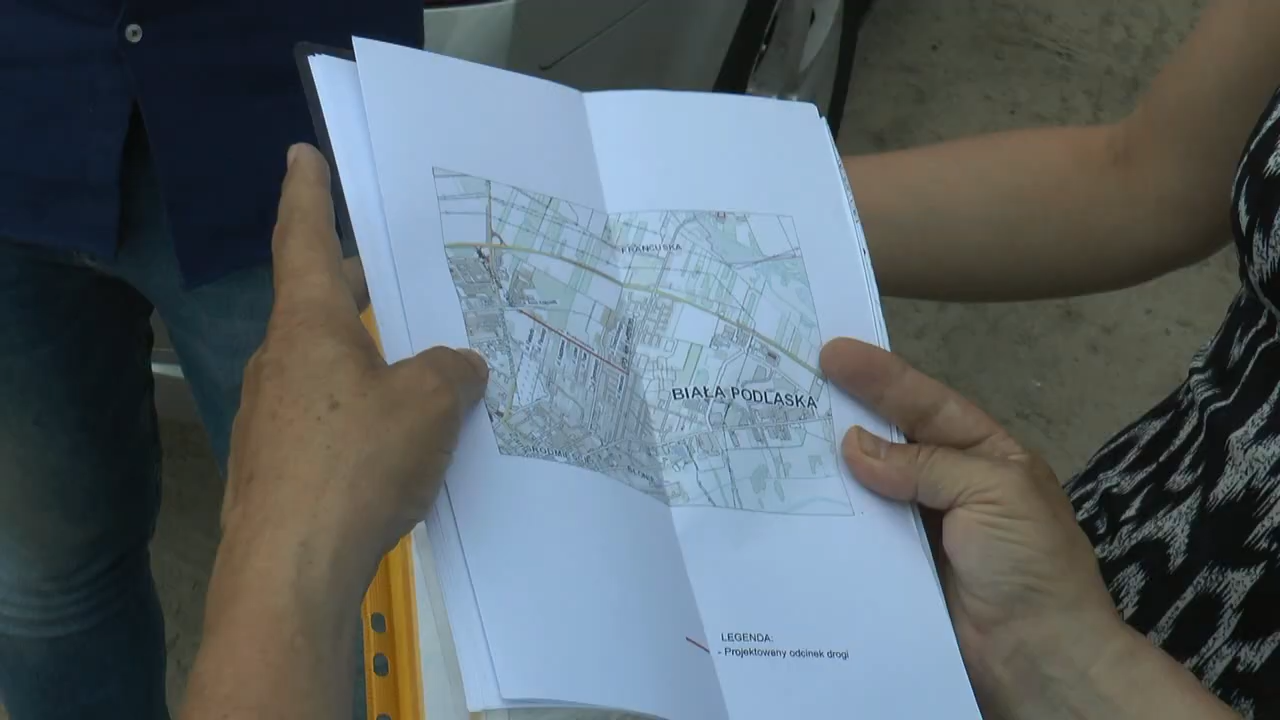 FRANCUSKA
BIAŁA PODLASKA
LEGENDA:
- Projektowany odcinek drogi